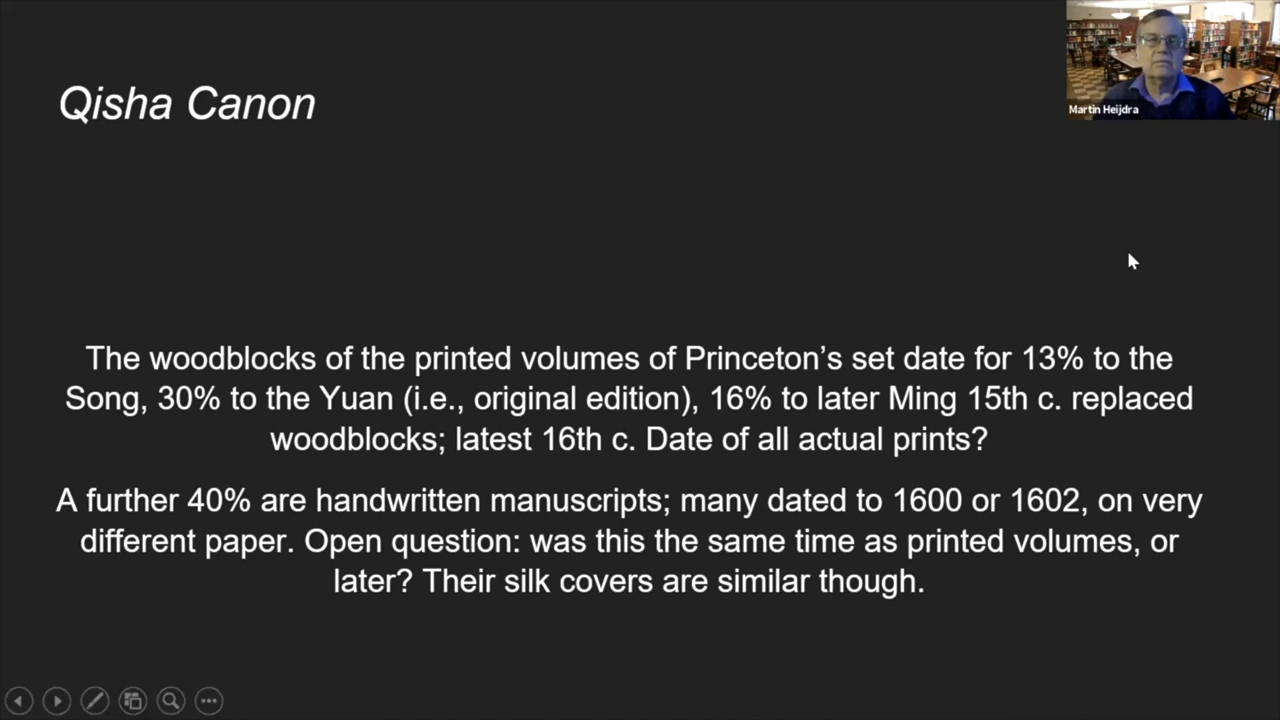 Qisha Canon
Martin Heijdra
The woodblocks of the printed volumes of Princeton’s set date for 13% to the
Song, 30% to the Yuan (i.e., original edition), 16% to later Ming 15th c. replaced
woodblocks; latest 16th c. Date of all actual prints?
A further 40% are handwritten manuscripts; many dated to 1600 or 1602, on very
different paper. Open question: was this the same time as printed volumes, or
later? Their silk covers are similar though.